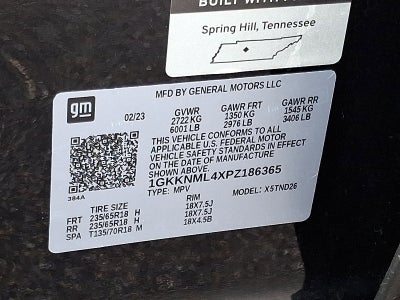 BUILT WITH
Spring Hill, Tennessee
gm
MFD BY GENERAL MOTORS LLC
02/23
GVWR GAWR FRT GAWR RR
2722 KG 1350 KG 1545 KG
6001 LB 2976 LB 3406 LB
THIS VEHICLE CONFORMS TO ALL
APPLICABLE U.S. FEDERAL MOTOR
VEHICLE SAFETY STANDARDS IN EFFECT
ON THE DATE OF MANUFACTURE
1GKKNML4XPZ186365
TYPE: MPV MODEL: X5TND26
384A
TIRE SIZE RIM
FRT 235/65R18 H 18X7.5J
RR 235/65R18 H 18X7.5J
SPA T135/70R18 M 18X4.5B